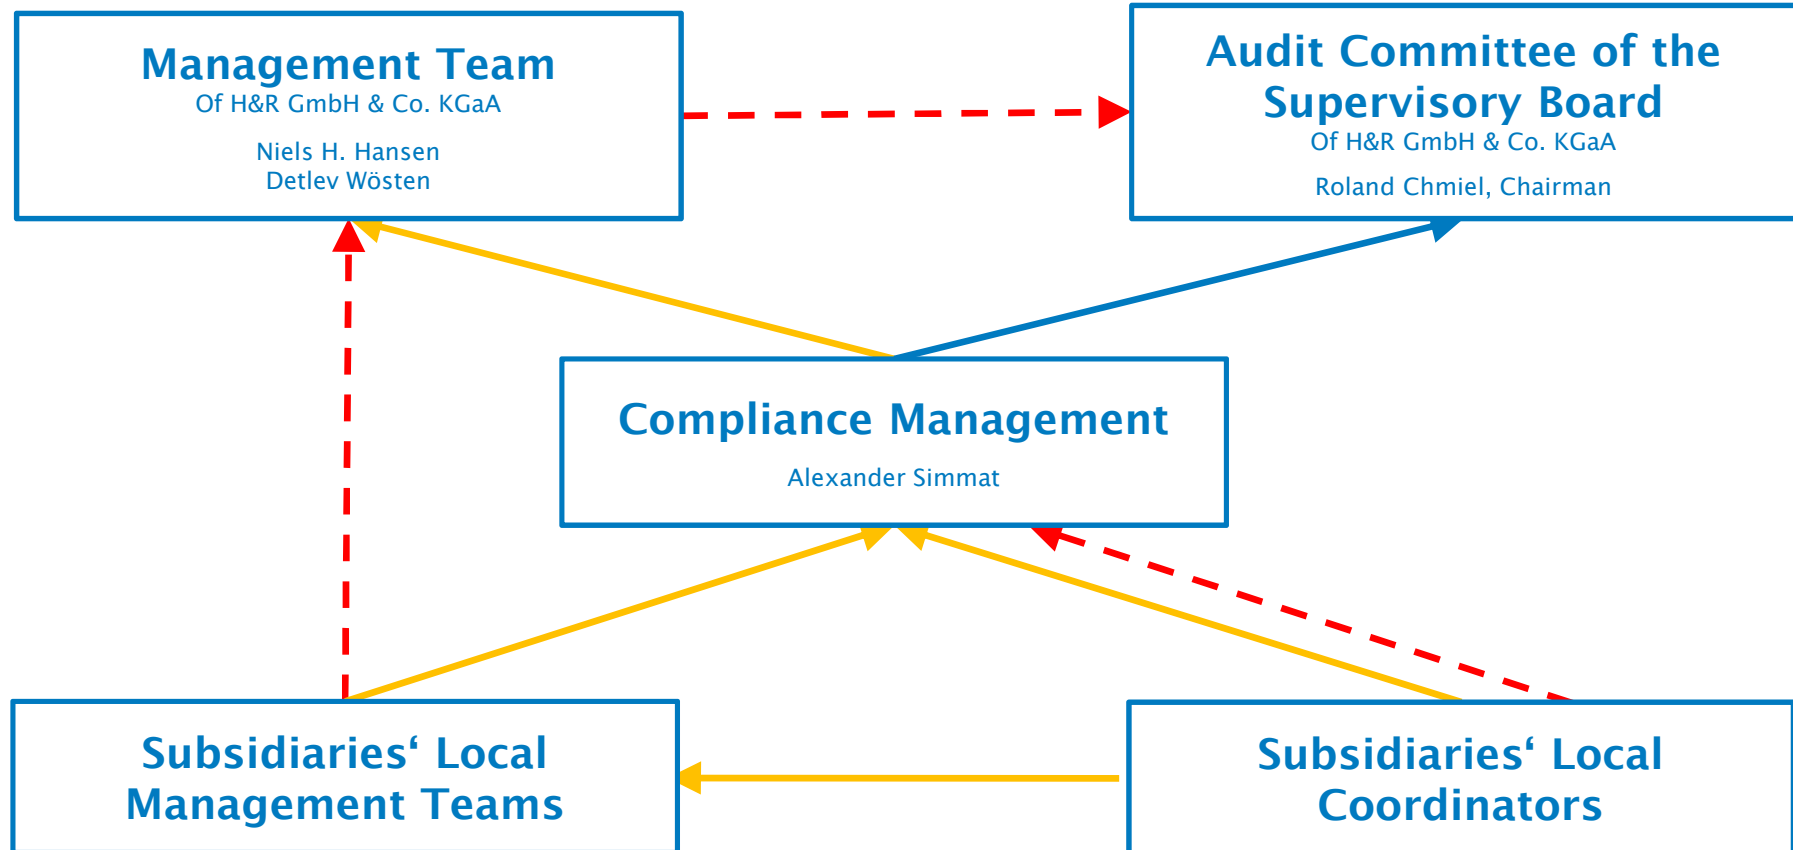 Management Team
Of H&R GmbH & Co. KGaA
Niels H. Hansen
Detlev Wösten
Audit Committee of the
Supervisory Board
Of H&R GmbH & Co. KGaA
Roland Chmiel, Chairman
Compliance Management
Alexander Simmat
Subsidiaries‘ Local
Management Teams
Subsidiaries‘ Local
Coordinators